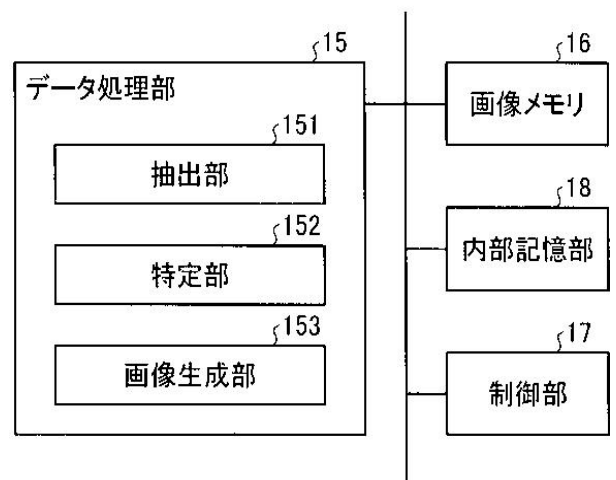 15
データ処理部
151
抽出部
152
特定部
153
画像生成部
16
画像メモリ
18
内部記憶部
17
制御部